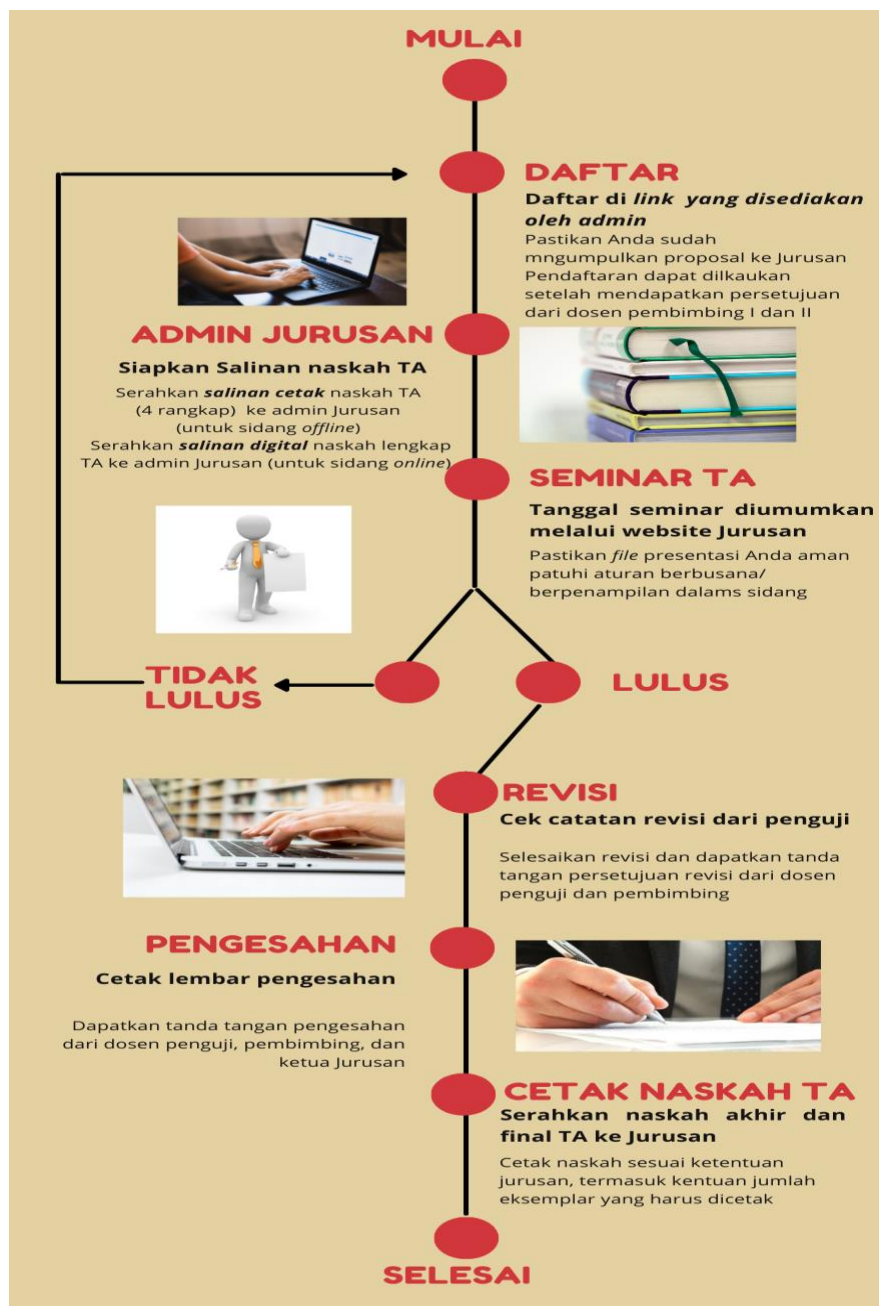 MULAI
DAFTAR
Daftar di link yang disediakan
oleh admin
Pastikan Anda sudah
mngumpulkan proposal ke Jurusan
Pendaftaran dapat dilkaukan
setelah mendapatkan persetujuan
dari dosen pembimbing I dan II
ADMIN JURUSAN
Siapkan Salinan naskah TA
Serahkan salinan cetak naskah TA
(4 rangkap) ke admin Jurusan
(untuk sidang offline)
Serahkan salinan digital naskah lengkap
TA ke admin Jurusan (untuk sidang online)
SEMINAR TA
Tanggal seminar diumumkan
melalui website Jurusan
Pastikan file presentasi Anda aman
patuhi aturan berbusana/
berpenampilan dalams sidang
TIDAK
LULUS
LULUS
REVISI
Cek catatan revisi dari penguji
Selesaikan revisi dan dapatkan tanda
tangan persetujuan revisi dari dosen
penguji dan pembimbing
PENGESAHAN
Cetak lembar pengesahan
Dapatkan tanda tangan pengesahan
dari dosen penguji, pembimbing, dan
ketua Jurusan
CETAK NASKAH TA
Serahkan naskah akhir dan
final TA ke Jurusan
Cetak naskah sesuai ketentuan
jurusan, termasuk kentuan jumlah
eksemplar yang harus dicetak
SELESAI